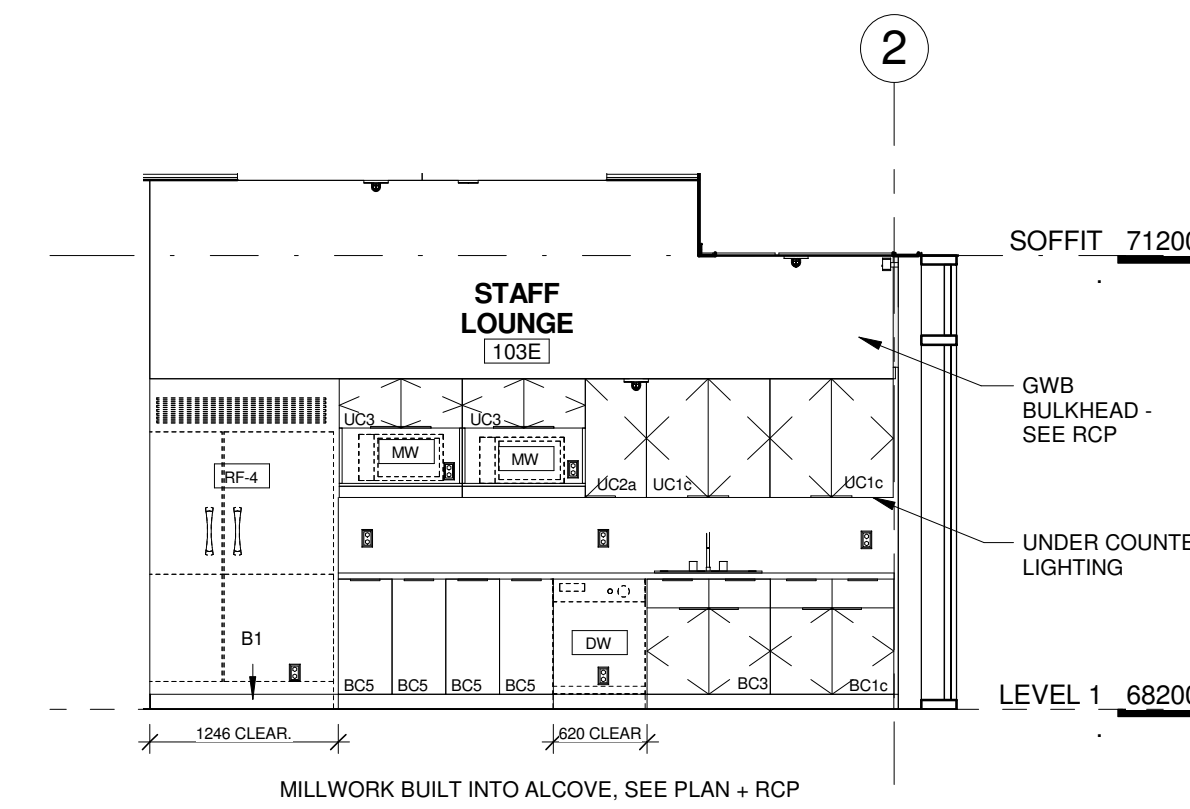 2
SOFFIT 71200
STAFF
LOUNGE
103E
GWB
BULKHEAD -
SEE RCP
UC3
UC3
MW
MW
RF-4
UC2a
UC1c
UC1c
UNDER COUNTE
LIGHTING
B1
DW
BC5
BC5
BC5
BC5
BC3
BC1c
LEVEL 1 68200
1246 CLEAR.
620 CLEAR
MILLWORK BUILT INTO ALCOVE, SEE PLAN + RCP